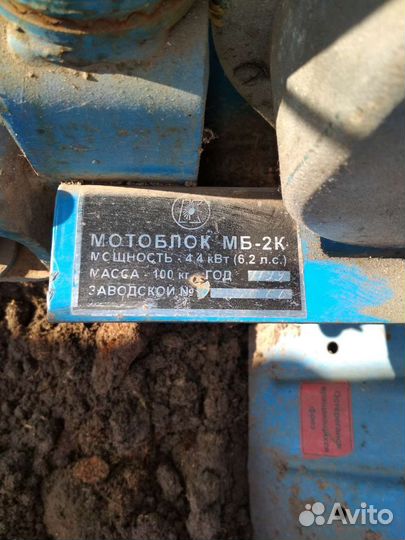 МОТОБЛОК МБ-2К
МОЩНОСТЬ - 4.4 кВт (6.2 л.с.)
МАССА - 100 кг ГОД
ЗАВОДСКОЙ №
Avito